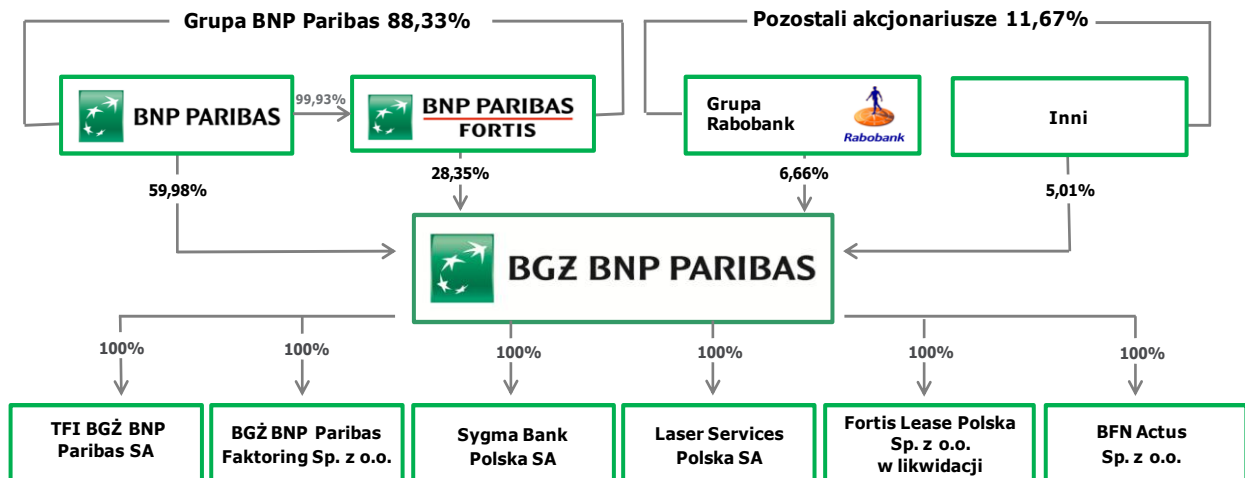 Grupa BNP Paribas 88,33%
Pozostali akcjonariusze 11,67%
BNP PARIBAS
99,93%
BNP PARIBAS
FORTIS
Grupa
Rabobank
Rabobank
Inni
59,98%
28,35%
6,66%
5,01%
BGŻ BNP PARIBAS
100%
100%
100%
100%
100%
100%
TFI BGŻ BNP
Paribas SA
BGŻ BNP Paribas
Faktoring Sp. z o.o.
Sygma Bank
Polska SA
Laser Services
Polska SA
Fortis Lease Polska
Sp. z o.o.
w likwidacji
BFN Actus
Sp. z o.o.